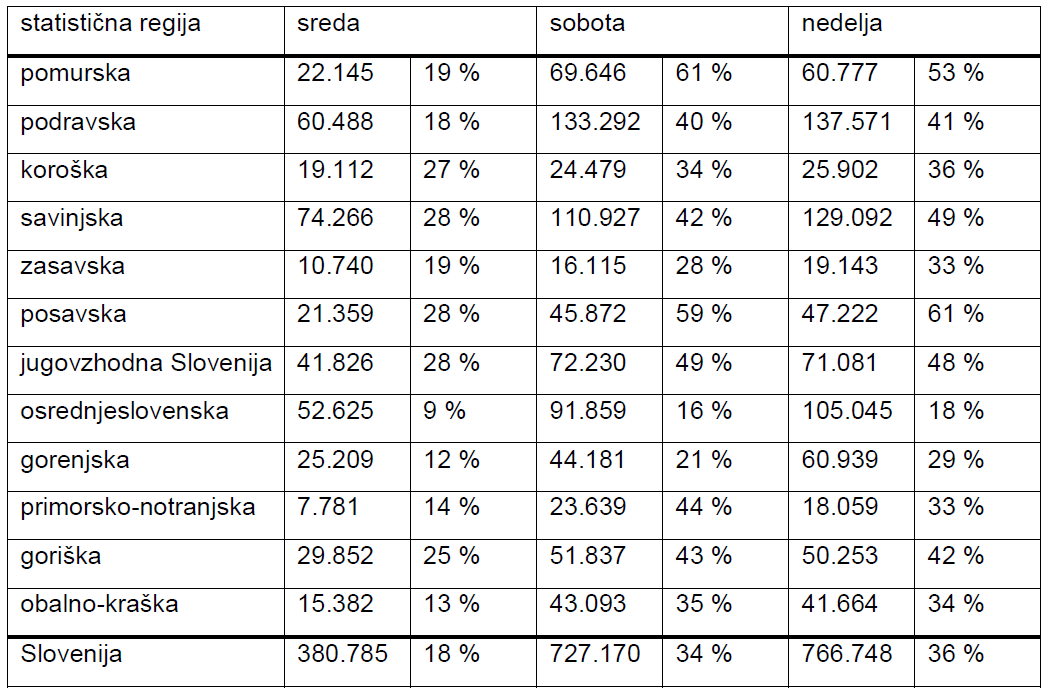 statistična regija sreda sobota nedelja
pomurska 22.145 19 % 69.646 61 % 60.777 53 %
podravska 60.488 18 % 133.292 40 % 137.571 41 %
koroška 19.112 27 % 24.479 34 % 25.902 36 %
savinjska 74.266 28 % 110.927 42 % 129.092 49 %
zasavska 10.740 19 % 16.115 28 % 19.143 33 %
posavska 21.359 28 % 45.872 59 % 47.222 61 %
jugovzhodna Slovenija 41.826 28 % 72.230 49 % 71.081 48 %
osrednjeslovenska 52.625 9 % 91.859 16 % 105.045 18 %
gorenjska 25.209 12 % 44.181 21 % 60.939 29 %
primorsko-notranjska 7.781 14 % 23.639 44 % 18.059 33 %
goriška 29.852 25 % 51.837 43 % 50.253 42 %
obalno-kraška 15.382 13 % 43.093 35 % 41.664 34 %
Slovenija 380.785 18 % 727.170 34 % 766.748 36 %